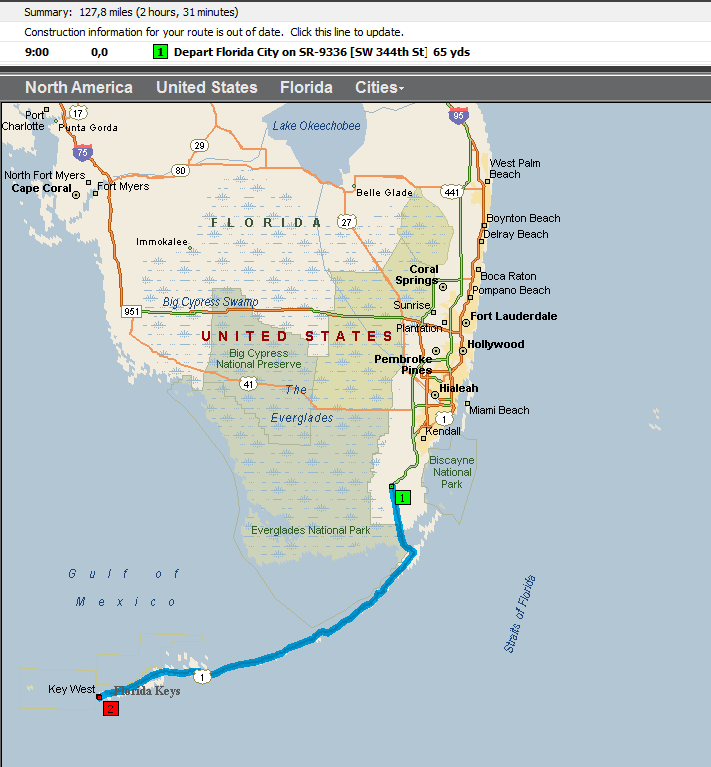 Summary: 127,8 miles (2 hours, 31 minutes)
Construction information for your route is out of date. Click this line to update.
9:00 0,0 1 Depart Florida City on SR-9336 [SW 344th St] 65 yds
North America United States Florida Cities
Port
Charlotte
17
Punta Gorda
Lake Okeechobee
95
75
29
80
North Fort Myers
Cape Coral
Fort Myers
West Palm
Beach
Belle Glade
441
FLORIDA
27
Boynton Beach
Delray Beach
Immokalee
Coral
Springs
Boca Raton
Pompano Beach
951
Big Cypress Swamp
Sunrise
Fort Lauderdale
Plantation
UNITED STATES
Hollywood
Big Cypress
National Preserve
Pembroke
Pines
41
The
Everglades
Hialeah
Miami Beach
1
Kendall
Biscayne
National
Park
1
Everglades National Park
Gulf of
Mexico
Straits of Florida
1
Key West
Florida Keys
2